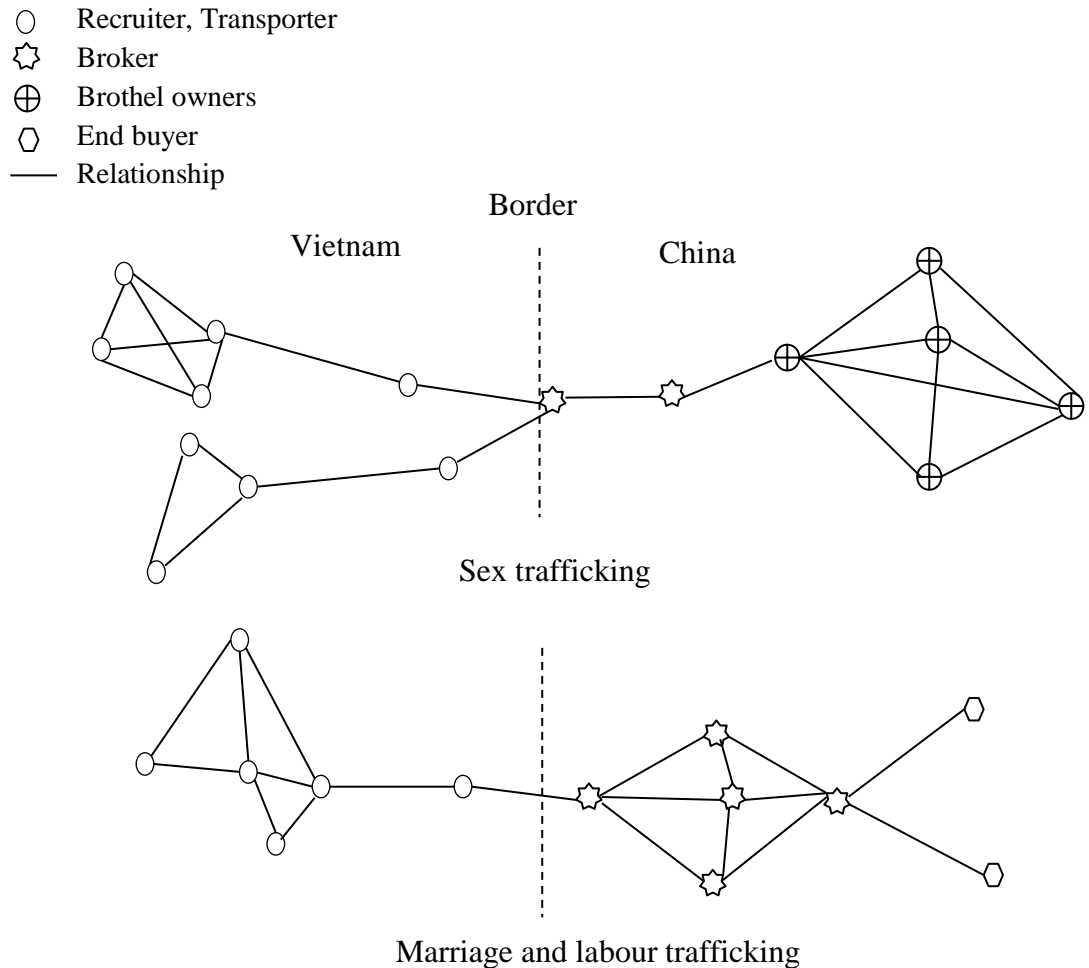 Recruiter, Transporter
Broker
Brothel owners
End buyer
Relationship
Border
Vietnam
China
Sex trafficking
Marriage and labour trafficking